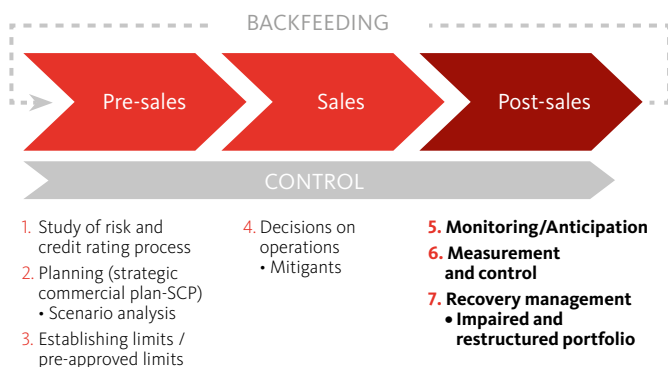 BACKFEEDING
Pre-sales
Sales
Post-sales
CONTROL
1. Study of risk and
credit rating process
2. Planning (strategic
commercial plan-SCP)
• Scenario analysis
3. Establishing limits /
pre-approved limits
4. Decisions on
operations
• Mitigants
5. Monitoring/Anticipation
6. Measurement
and control
7. Recovery management
• Impaired and
restructured portfolio